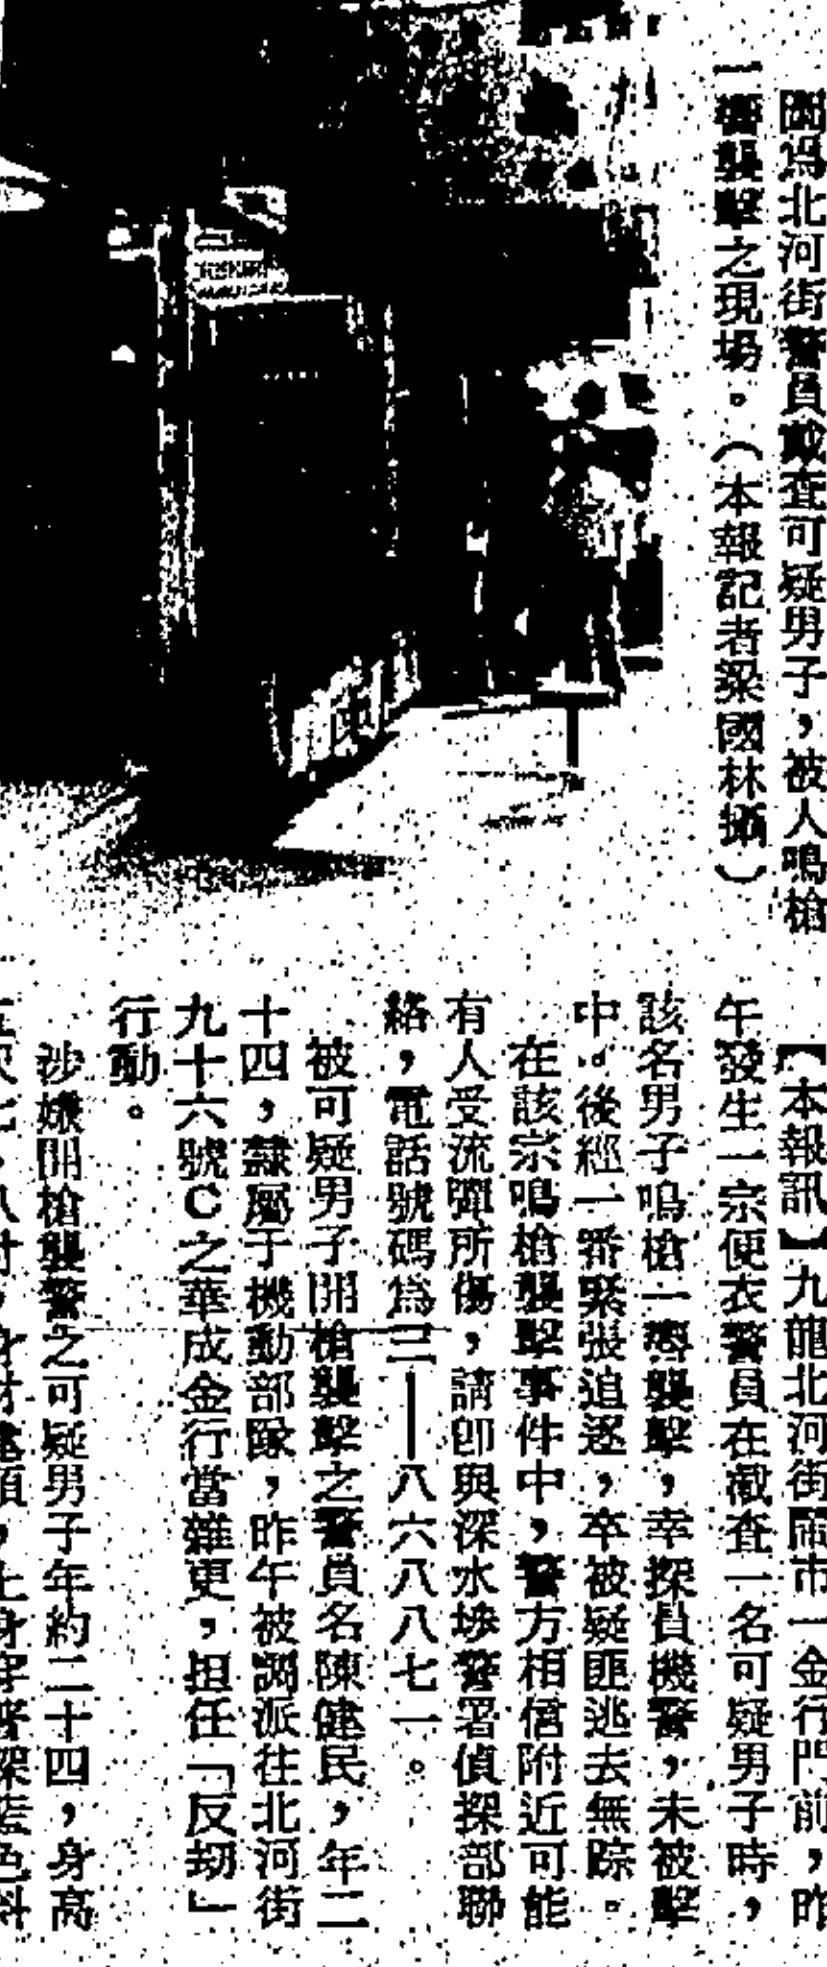 圖爲北河街警員截查可疑男子，被人鳴槍
一響襲擊之現場。（本報記者梁國林攝）
【本報訊】九龍北河街鬧市一金行門前，昨
午發生一宗便衣警員在截查一名可疑男子時，
該名男子鳴槍一響襲擊，幸探員機警，未被擊
中。後經一番緊張追逐，卒被疑匪逃去無踪。
在該宗鳴槍襲擊事件中，警方相信附近可能
有人受流彈所傷，請卽與深水埗警署偵探部聯
絡，電話號碼爲三——八六八八七一。
被可疑男子開槍襲擊之警員名陳健民，年二
十四，隸屬于機動部隊，昨午被調派往北河街
九十六號C之華成金行當雜更，担任「反刼」
行動。
涉嫌開槍襲警之可疑男子年約二十四，身高